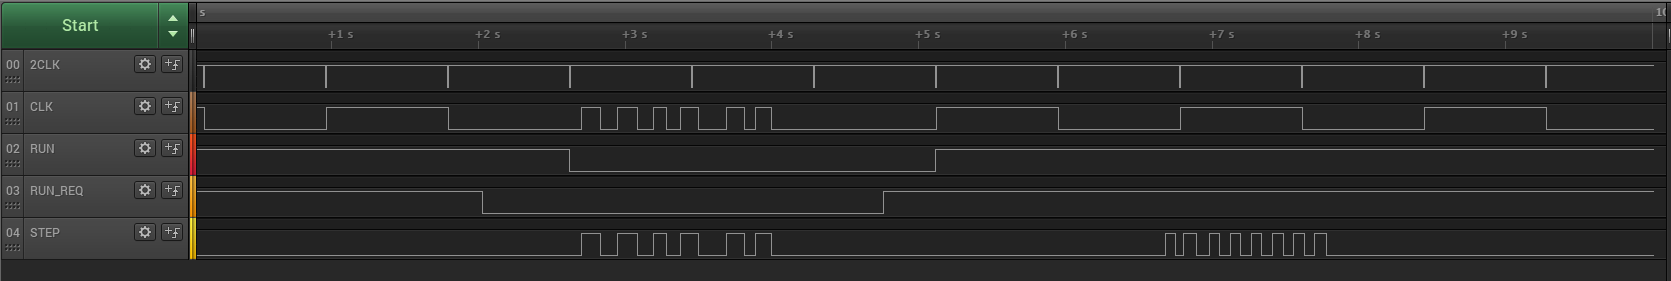 Start
s
10
+1 s +2 s +3 s +4 s +5 s +6 s +7 s +8 s +9 s
00 2CLK
01 CLK
02 RUN
03 RUN_REQ
04 STEP